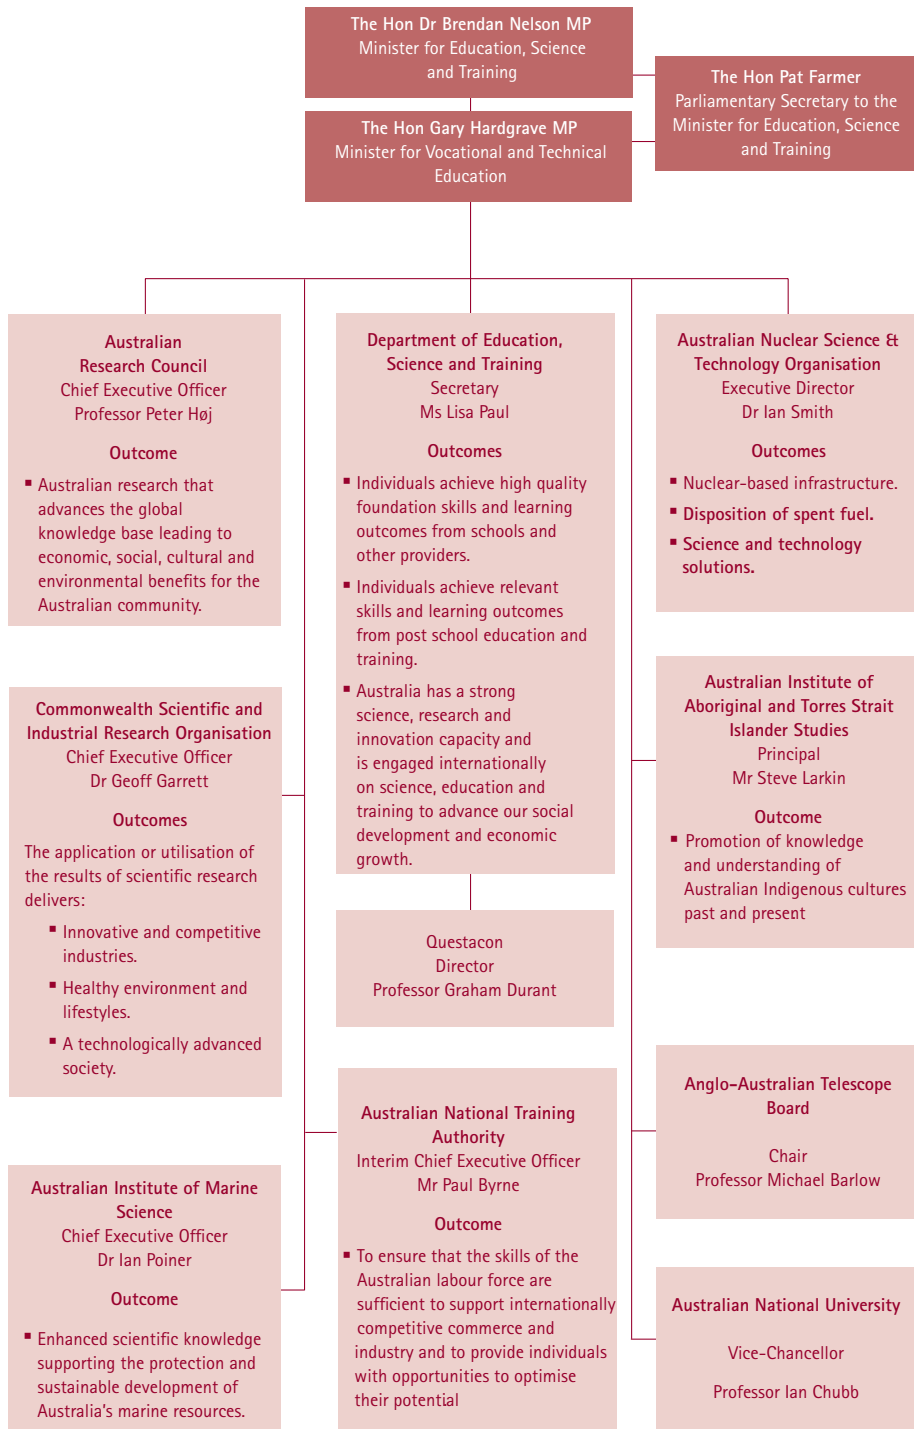 The Hon Dr Brendan Nelson MP
Minister for Education, Science
and Training
The Hon Pat Farmer
Parliamentary Secretary to the
Minister for Education, Science
and Training
The Hon Gary Hardgrave MP
Minister for Vocational and Technical
Education
Australian
Research Council
Chief Executive Officer
Professor Peter Høj
Outcome
▪ Australian research that
advances the global
knowledge base leading to
economic, social, cultural and
environmental benefits for the
Australian community.
Department of Education,
Science and Training
Secretary
Ms Lisa Paul
Outcomes
▪ Individuals achieve high quality
foundation skills and learning
outcomes from schools and
other providers.
▪ Individuals achieve relevant
skills and learning outcomes
from post school education and
training.
▪ Australia has a strong
science, research and
innovation capacity and
is engaged internationally
on science, education and
training to advance our social
development and economic
growth.
Australian Nuclear Science &
Technology Organisation
Executive Director
Dr Ian Smith
Outcomes
▪ Nuclear-based infrastructure.
▪ Disposition of spent fuel.
▪ Science and technology
solutions.
Commonwealth Scientific and
Industrial Research Organisation
Chief Executive Officer
Dr Geoff Garrett
Outcomes
The application or utilisation of
the results of scientific research
delivers:
▪ Innovative and competitive
industries.
▪ Healthy environment and
lifestyles.
▪ A technologically advanced
society.
Australian Institute of
Aboriginal and Torres Strait
Islander Studies
Principal
Mr Steve Larkin
Outcome
▪ Promotion of knowledge
and understanding of
Australian Indigenous cultures
past and present
Questacon
Director
Professor Graham Durant
Australian Institute of Marine
Science
Chief Executive Officer
Dr Ian Poiner
Outcome
▪ Enhanced scientific knowledge
supporting the protection and
sustainable development of
Australia's marine resources.
Australian National Training
Authority
Interim Chief Executive Officer
Mr Paul Byrne
Outcome
▪ To ensure that the skills of the
Australian labour force are
sufficient to support internationally
competitive commerce and
industry and to provide individuals
with opportunities to optimise
their potential
Anglo-Australian Telescope
Board
Chair
Professor Michael Barlow
Australian National University
Vice-Chancellor
Professor Ian Chubb